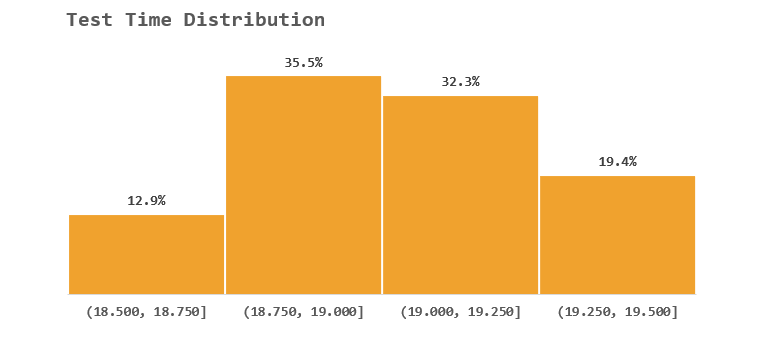 Test Time Distribution
35.5%
32.3%
19.4%
12.9%
(18.500, 18.750] (18.750, 19.000] (19.000, 19.250] (19.250, 19.500]